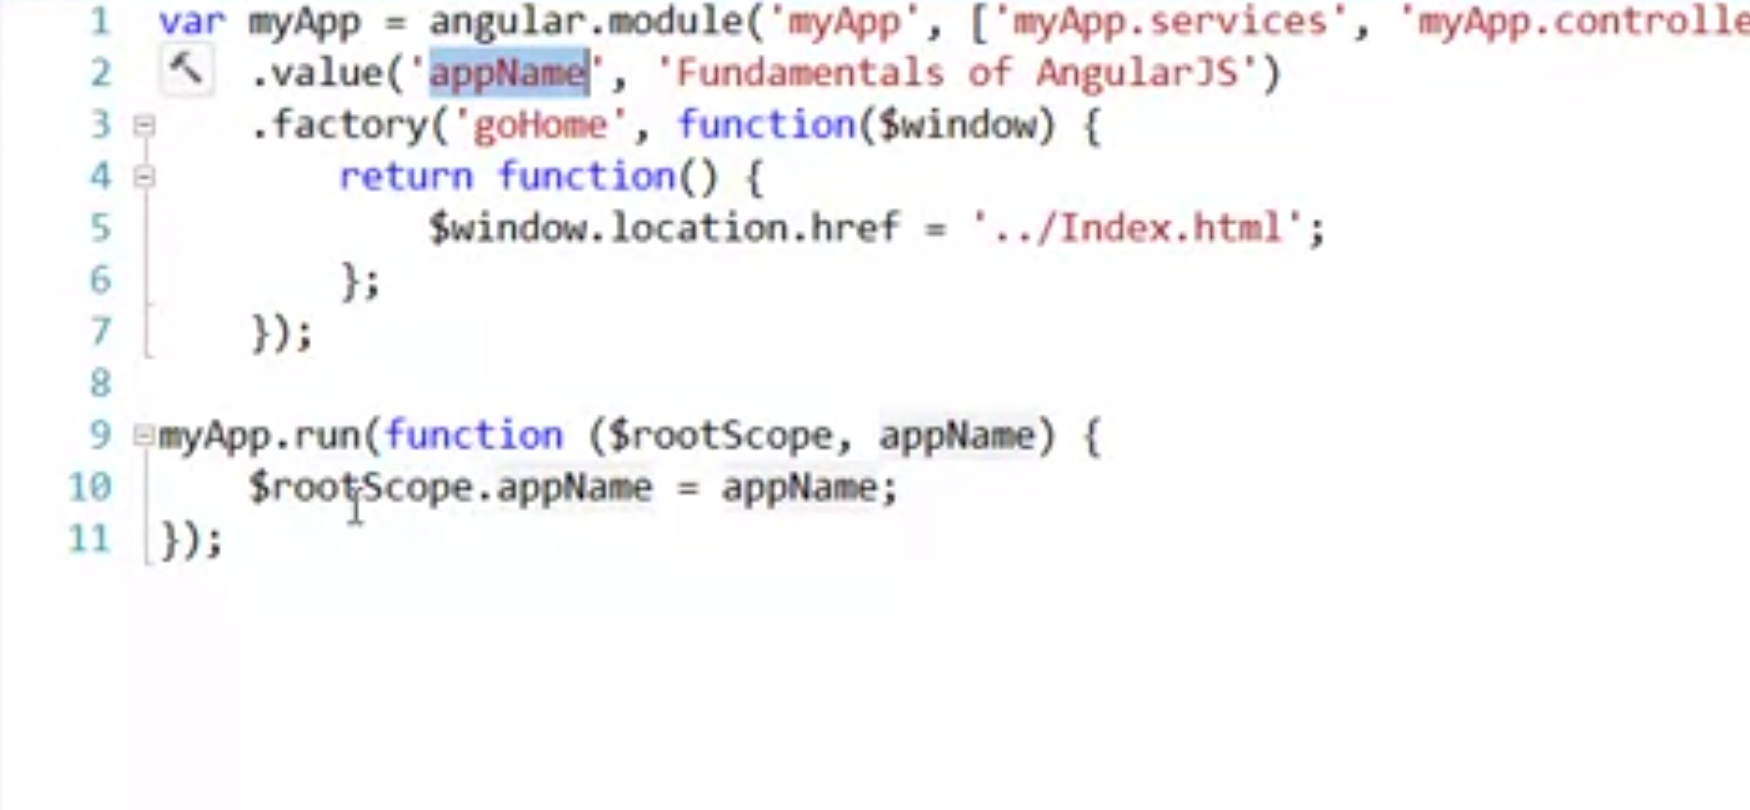 1 var myApp = angular.module('myApp', ['myApp.services', 'myApp.controlle
2 .value('appName', 'Fundamentals of AngularJS')
3 .factory('goHome', function($window) {
4 return function() {
5 $window.location.href = '../Index.html';
6 };
7 });
8
9 myApp.run(function ($rootScope, appName) {
10 $rootScope.appName = appName;
11 });